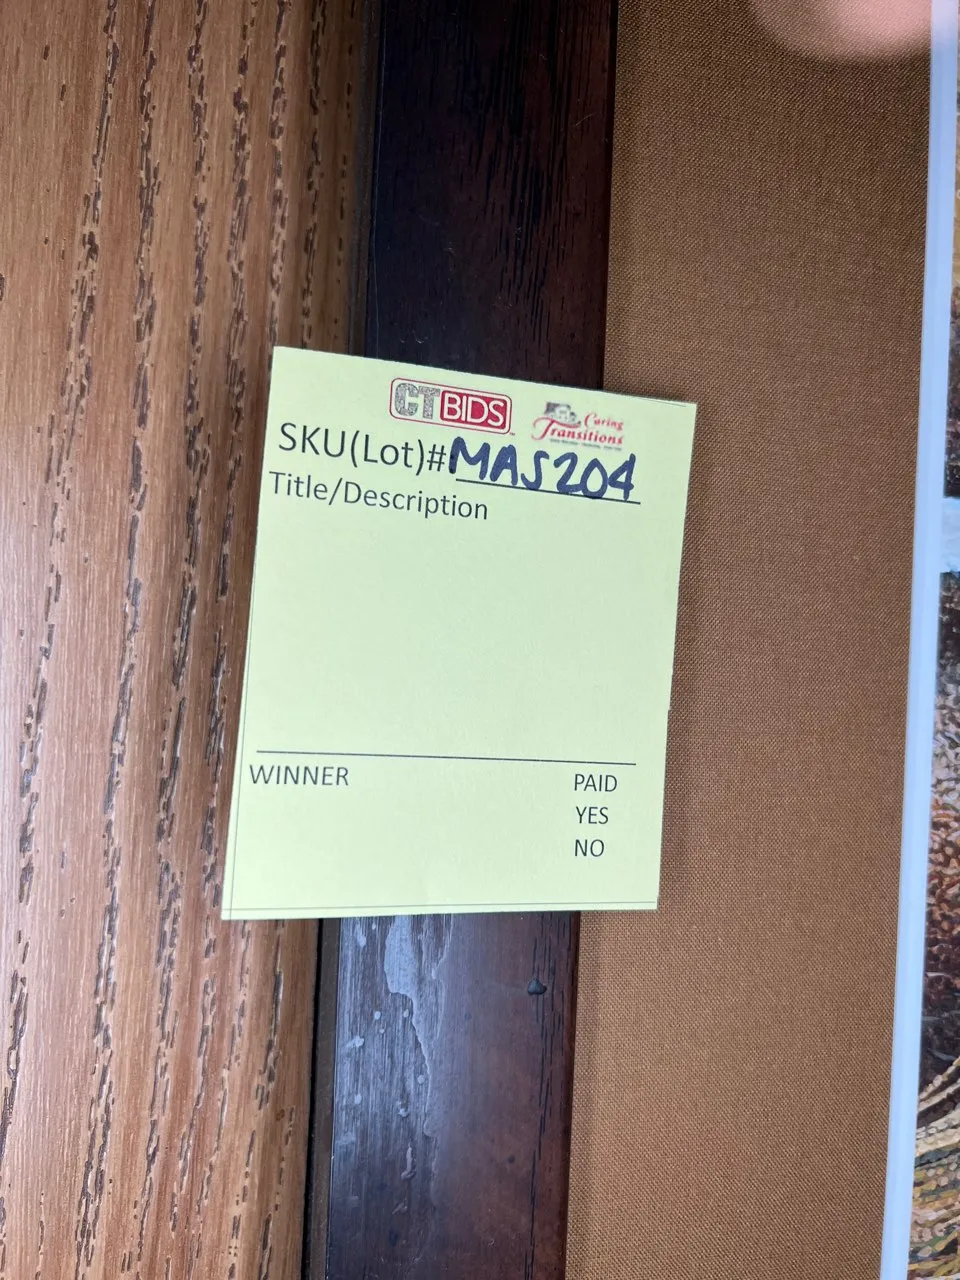 CTBIDS
Caring
Transitions
SKU(Lot)#MAS204
Title/Description
WINNER PAID
YES
NO